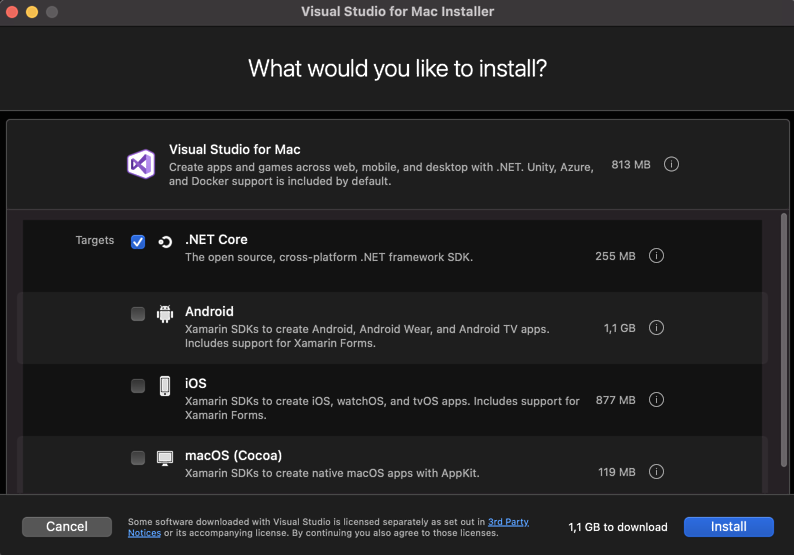 Visual Studio for Mac Installer
What would you like to install?
Visual Studio for Mac
Create apps and games across web, mobile, and desktop with .NET. Unity, Azure,
and Docker support is included by default.
813 MB
Targets
.NET Core
The open source, cross-platform .NET framework SDK.
255 MB
Android
Xamarin SDKs to create Android, Android Wear, and Android TV apps.
Includes support for Xamarin Forms.
1,1 GB
iOS
Xamarin SDKs to create iOS, watchOS, and tvOS apps. Includes support for
Xamarin Forms.
877 MB
macOS (Cocoa)
Xamarin SDKs to create native macOS apps with AppKit.
119 MB
Cancel
Some software downloaded with Visual Studio is licensed separately as set out in 3rd Party
Notices or its accompanying license. By continuing you also agree to those licenses.
1,1 GB to download
Install